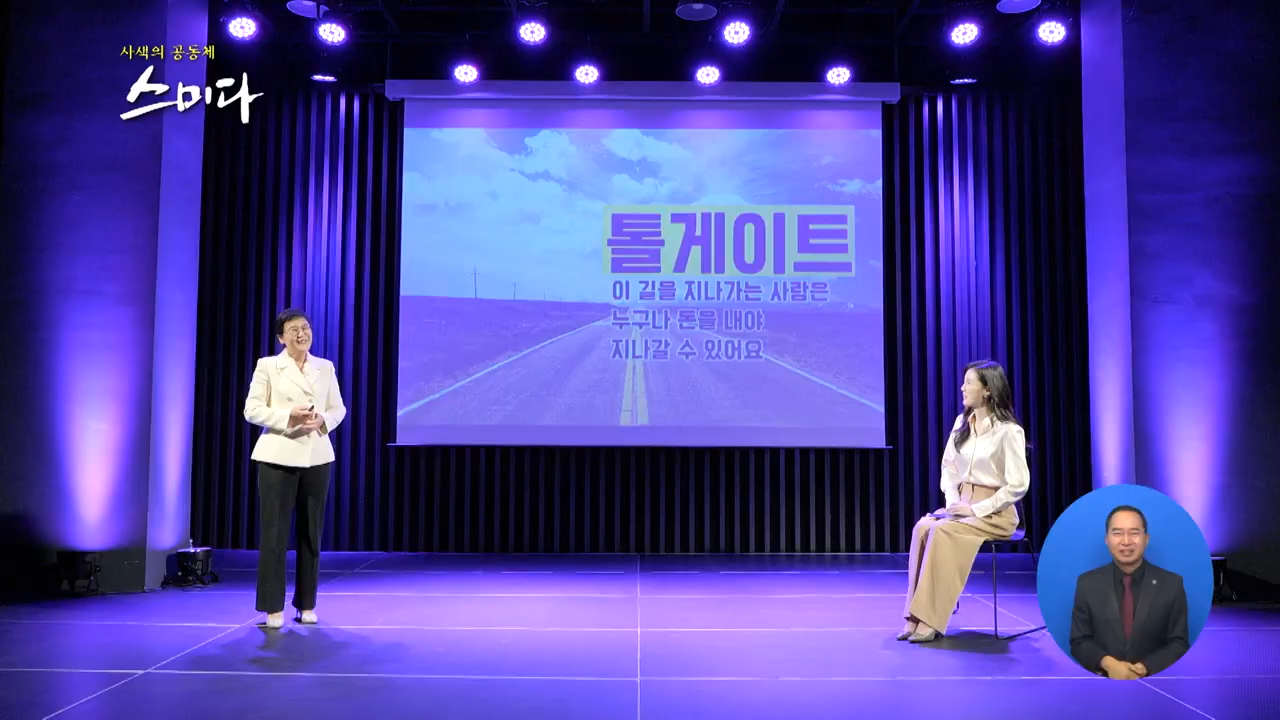 사색의 공동체
스미다
톨게이트
이 길을 지나가는 사람은
누구나 돈을 내야
지나갈 수 있어요